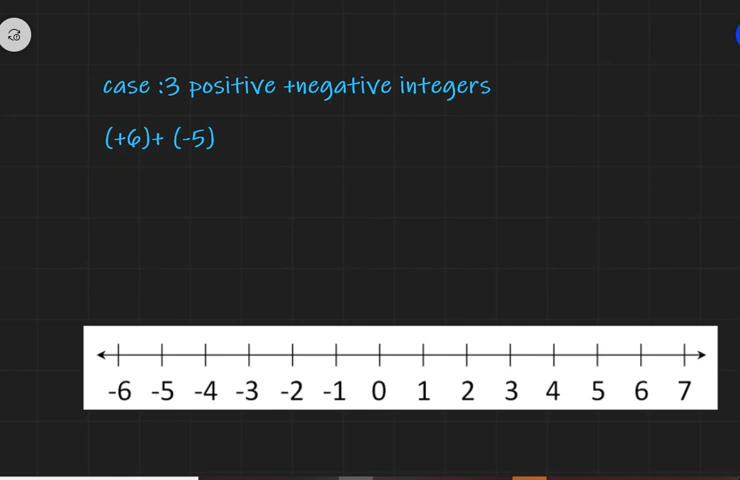 case :3 positive +negative integers
(+6)+ (-5)
-6 -5 -4 -3 -2 -1 0 1 2 3 4 5 6 7